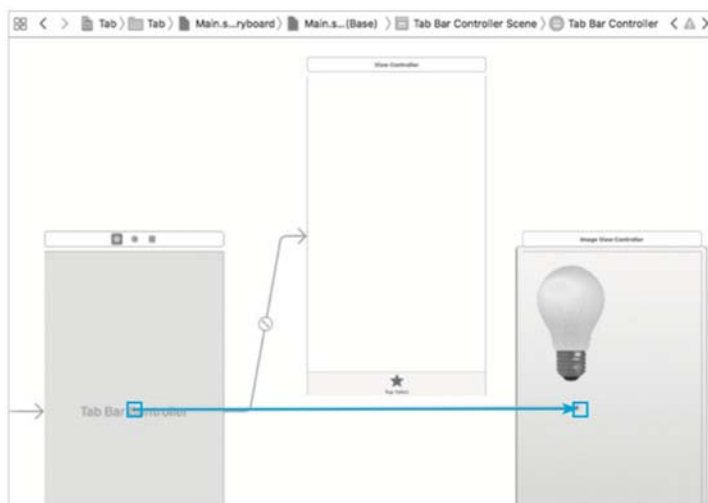 Tab Tab Main.s...ryboard Main.s...(Base) Tab Bar Controller Scene Tab Bar Controller
View Controller
Image View Controller
Tab Bar Controller